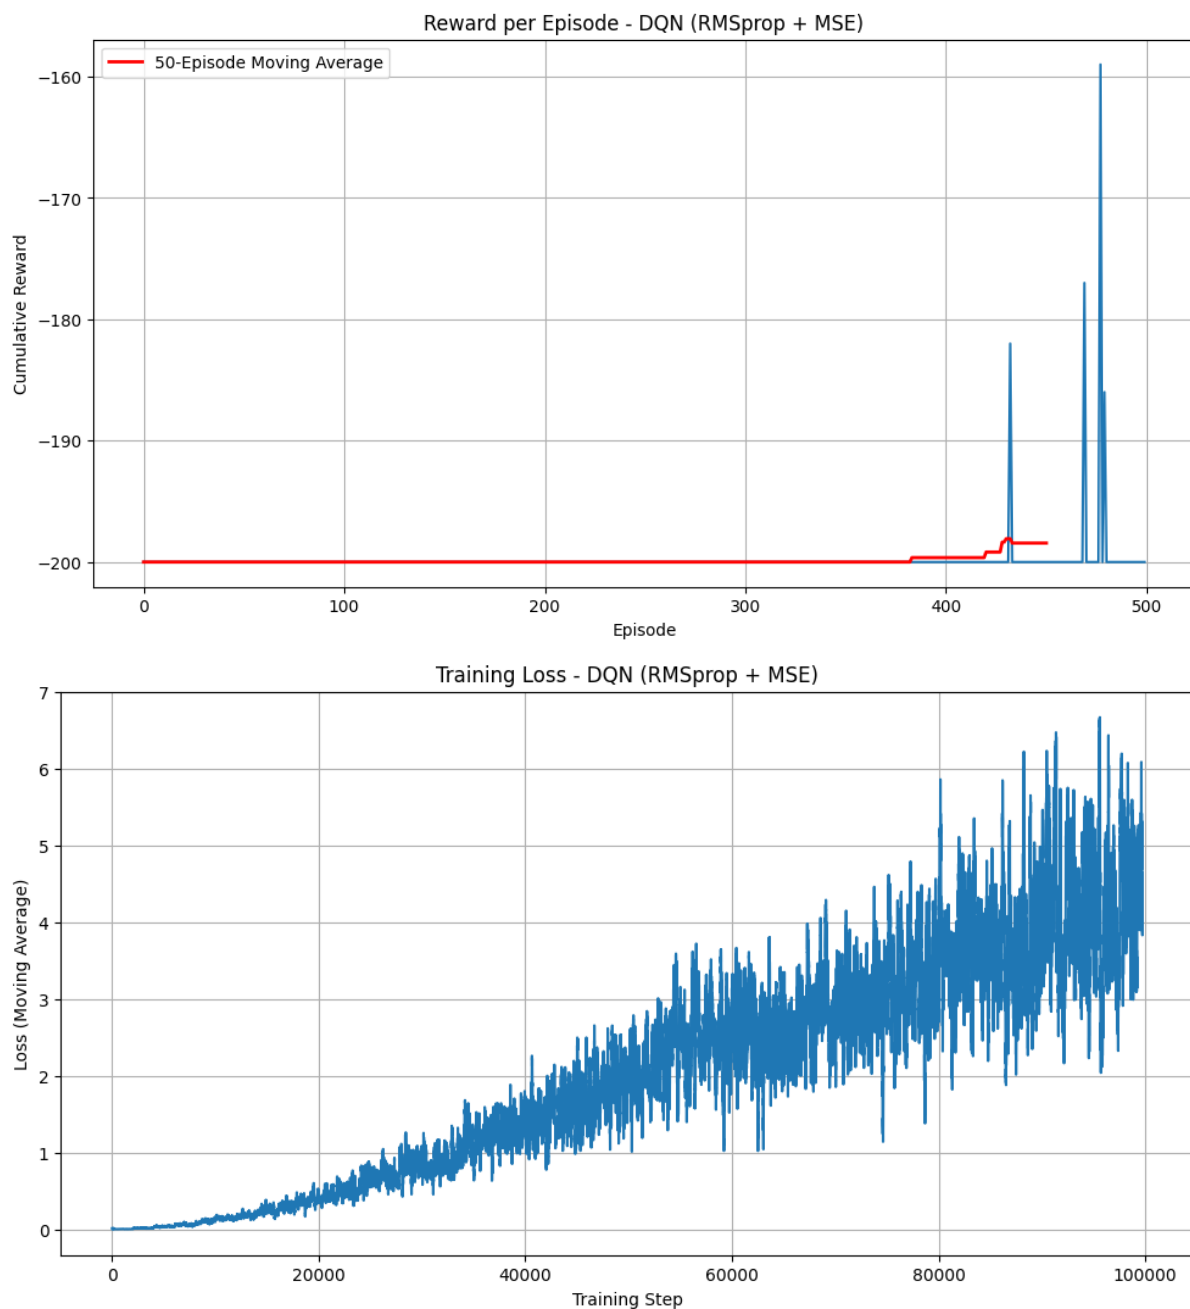 Reward per Episode - DQN (RMSprop + MSE)
50-Episode Moving Average
−160
−170
−180
−190
−200
Cumulative Reward
0 100 200 300 400 500
Episode
Training Loss - DQN (RMSprop + MSE)
7
6
5
4
3
2
1
0
Loss (Moving Average)
0 20000 40000 60000 80000 100000
Training Step